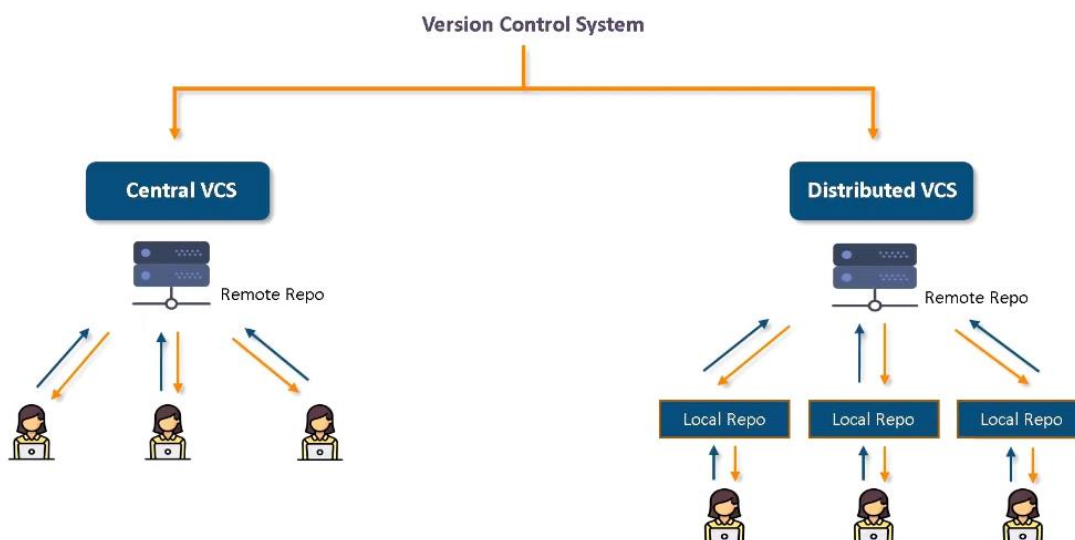 Version Control System
Central VCS
Distributed VCS
Remote Repo
Remote Repo
Local Repo
Local Repo
Local Repo